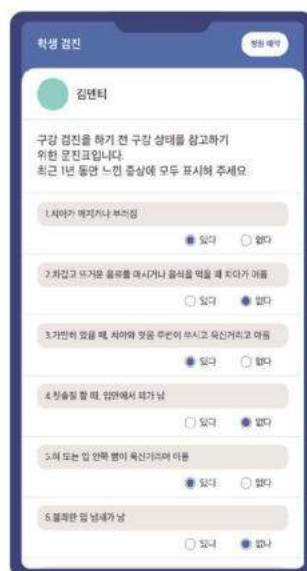 학생 검진
병원 예약
김덴티
구강 검진을 하기 전 구강 상태를 참고하기
위한 문진표입니다.
최근 1년 동안 느낀 증상에 모두 표시해 주세요
1.치아가 깨지거나 부러짐
있다 없다
2.차갑고 뜨거운 음료를 마시거나 음식을 먹을 때 치아가 아픔
있다 없다
3.가만히 있을 때, 치아와 잇몸 주변이 쑤시고 욱신거리고 아픔
있다 없다
4.칫솔질 할 때, 입안에서 피가 남
있다 없다
5.혀 또는 입 안쪽 뺨이 욱신거리며 아픔
있다 없다
6.불쾌한 입 냄새가 남
있다 없다